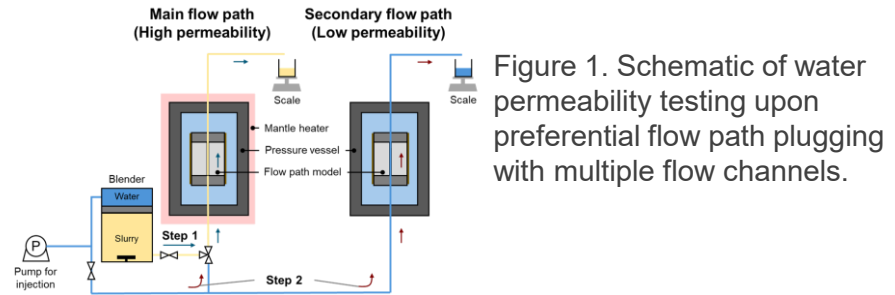 Main flow path
(High permeability)
Secondary flow path
(Low permeability)
Scale
Scale
Mantle heater
Pressure vessel
Flow path model
Blender
Water
Slurry
Step 1
P
Pump for
injection
Step 2
Figure 1. Schematic of water
permeability testing upon
preferential flow path plugging
with multiple flow channels.